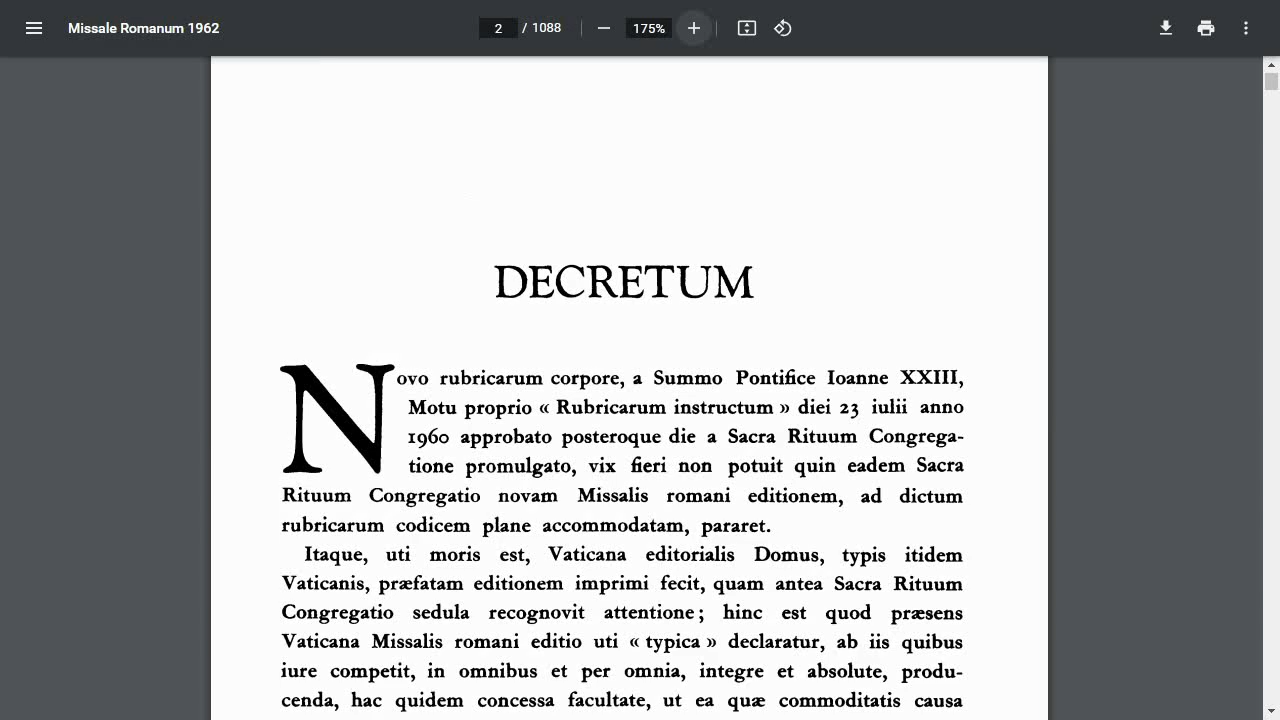 Missale Romanum 1962
2 / 1088
175%
DECRETUM
Novo rubricarum corpore, a Summo Pontifice Ioanne XXIII,
Motu proprio « Rubricarum instructum » diei 23 iulii anno
1960 approbato posteroque die a Sacra Rituum Congrega-
tione promulgato, vix fieri non potuit quin eadem Sacra
Rituum Congregatio novam Missalis romani editionem, ad dictum
rubricarum codicem plane accommodatam, pararet.
Itaque, uti moris est, Vaticana editorialis Domus, typis itidem
Vaticanis, præfatam editionem imprimi fecit, quam antea Sacra Rituum
Congregatio sedula recognovit attentione; hinc est quod præsens
Vaticana Missalis romani editio uti « typica » declaratur, ab iis quibus
iure competit, in omnibus et per omnia, integre et absolute, produ-
cenda, hac quidem concessa facultate, ut ea quæ commoditatis causa